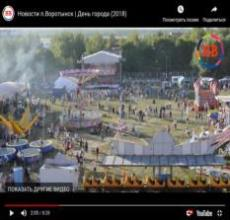 Новости п.Воротынск | День города (2018)
Посмотреть позже
Поделиться
ПОКАЗАТЬ ДРУГИЕ ВИДЕО
YouTube